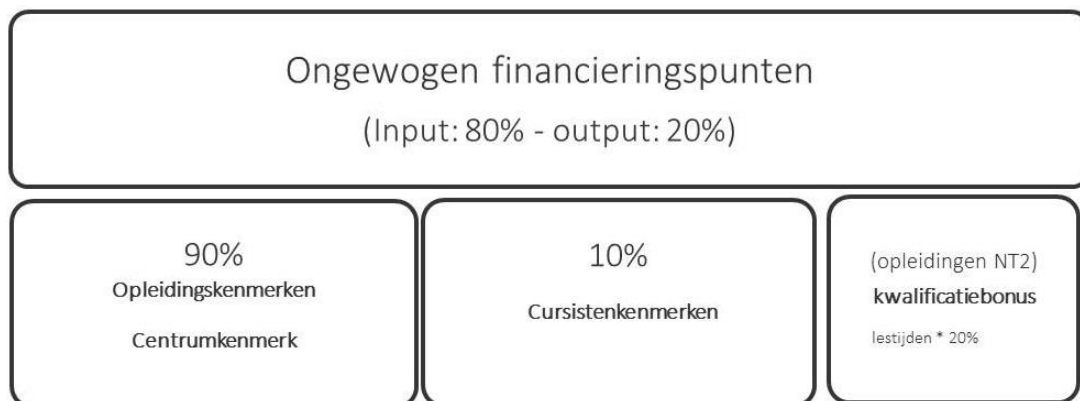 Ongewogen financieringspunten
(Input: 80% - output: 20%)
90%
Opleidingskenmerken
Centrumkenmerk
10%
Cursistenkenmerken
(opleidingen NT2)
kwalificatiebonus
lestijden * 20%